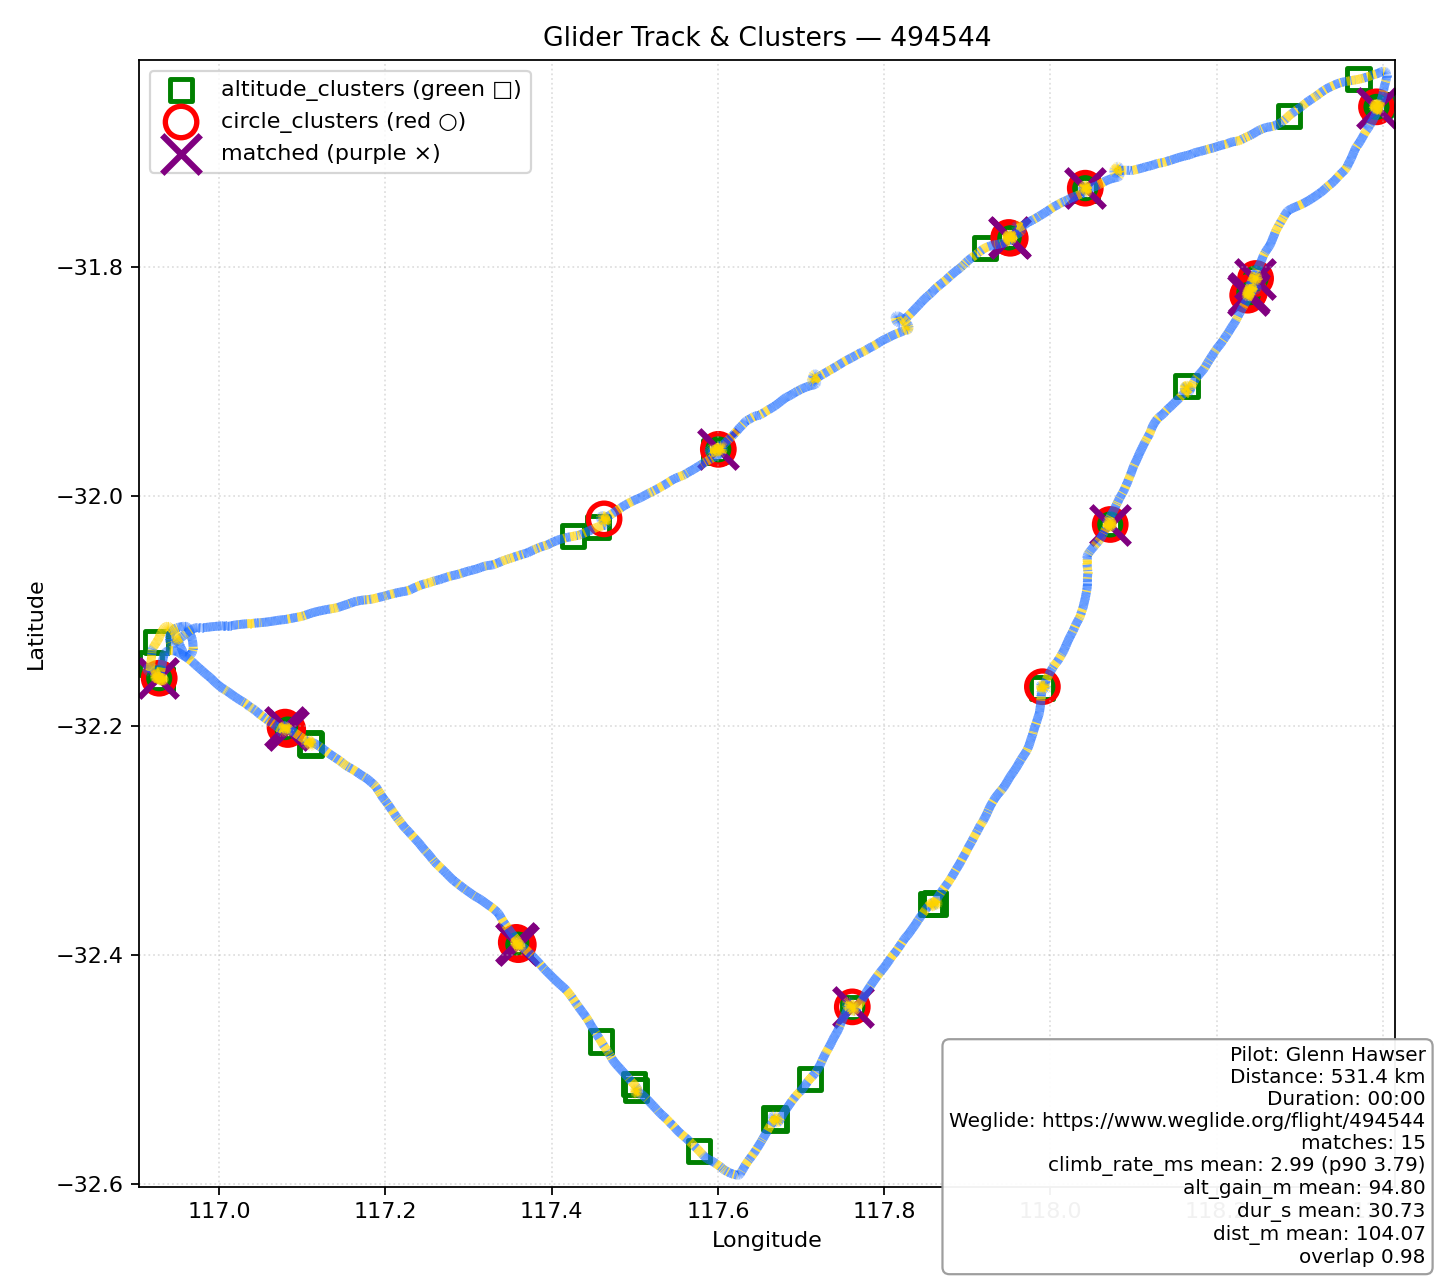 Glider Track & Clusters — 494544
altitude_clusters (green □)
circle_clusters (red ○)
matched (purple ×)
Latitude
−31.8
−32.0
−32.2
−32.4
−32.6
117.0
117.2
117.4
117.6
117.8
118.0
Longitude
Pilot: Glenn Hawser
Distance: 531.4 km
Duration: 00:00
Weglide: https://www.weglide.org/flight/494544
matches: 15
climb_rate_ms mean: 2.99 (p90 3.79)
alt_gain_m mean: 94.80
dur_s mean: 30.73
dist_m mean: 104.07
overlap 0.98